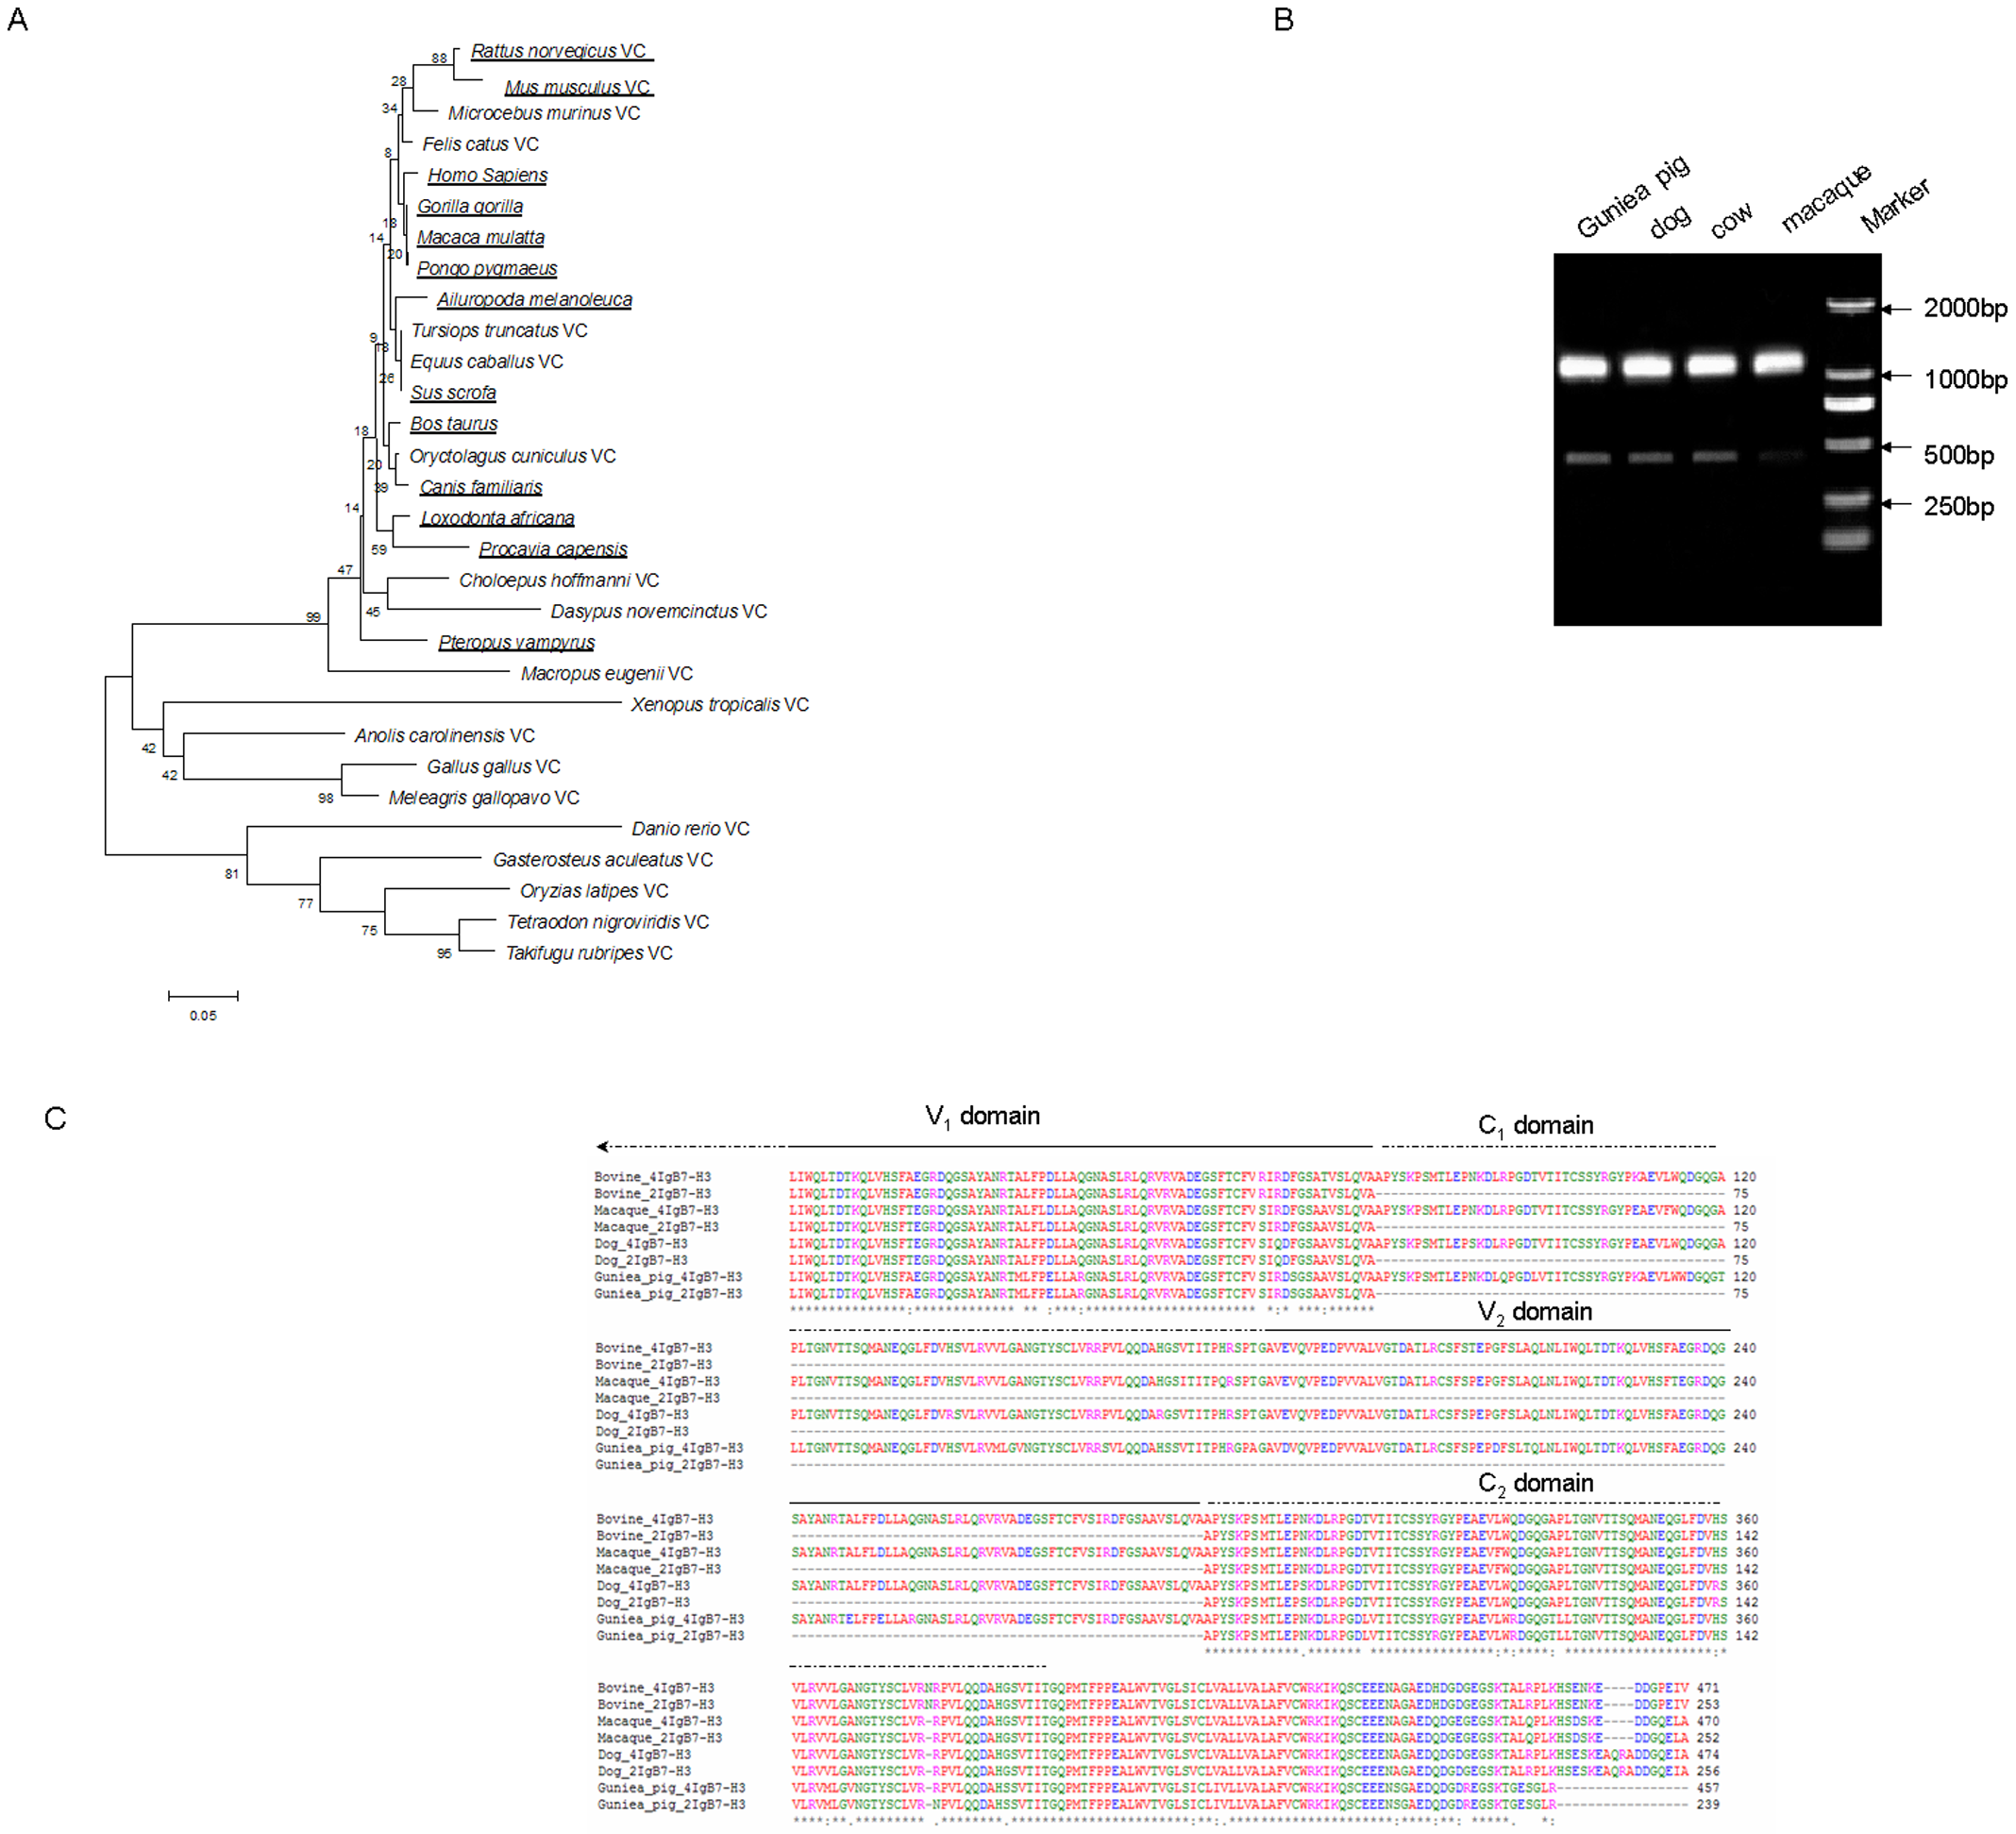 A
Rattus norvegicus VC
Mus musculus VC
Microcebus murinus VC
Felis catus VC
Homo Sapiens
Gorilla gorilla
Macaca mulatta
Pongo pygmaeus
Ailuropoda melanoleuca
Tursiops truncatus VC
Equus caballus VC
Sus scrofa
Bos taurus
Oryctolagus cuniculus VC
Canis familiaris
Loxodonta africana
Procavia capensis
Choloepus hoffmanni VC
Dasypus novemcinctus VC
Pteropus vampyrus
Macropus eugenii VC
Xenopus tropicalis VC
Anolis carolinensis VC
Gallus gallus VC
Meleagris gallopavo VC
Danio rerio VC
Gasterosteus aculeatus VC
Oryzias latipes VC
Tetraodon nigroviridis VC
Takifugu rubripes VC
88
28
34
8
18
14
20
9
18
26
18
20
39
14
59
47
45
99
42
42
98
81
77
75
95
0.05
B
Guniea pig
dog
cow
macaque
Marker
2000bp
1000bp
500bp
250bp
C
V1 domain
C1 domain
Bovine_4IgB7-H3 LIWQLTDTKQLVHSFAEGRDQGSAYANRTALFPDLLAQGNASLRLQRVRVADEGSFTCFVRIRDFGSATVSLQVAAPYSKPSMTLEPNKDLRPGDTVTITCSSYRGYPKAEVLWQDGQGA 120
Bovine_2IgB7-H3 LIWQLTDTKQLVHSFAEGRDQGSAYANRTALFPDLLAQGNASLRLQRVRVADEGSFTCFVRIRDFGSATVSLQVA--------------------------------------------- 75
Macaque_4IgB7-H3 LIWQLTDTKQLVHSFTEGRDQGSAYANRTALFLDLLAQGNASLRLQRVRVADEGSFTCFVSIRDFGSAAVSLQVAAPYSKPSMTLEPNKDLRPGDTVTITCSSYRGYPEAEVFWQDGQGA 120
Macaque_2IgB7-H3 LIWQLTDTKQLVHSFTEGRDQGSAYANRTALFLDLLAQGNASLRLQRVRVADEGSFTCFVSIRDFGSAAVSLQVA--------------------------------------------- 75
Dog_4IgB7-H3 LIWQLTDTKQLVHSFTEGRDQGSAYANRTALFPDLLAQGNASLRLQRVRVADEGSFTCFVSIQDFGSAAVSLQVAAPYSKPSMTLEPSKDLRPGDTVTITCSSYRGYPEAEVLWQDGQGA 120
Dog_2IgB7-H3 LIWQLTDTKQLVHSFTEGRDQGSAYANRTALFPDLLAQGNASLRLQRVRVADEGSFTCFVSIQDFGSAAVSLQVA--------------------------------------------- 75
Guniea_pig_4IgB7-H3 LIWQLTDTKQLVHSFAEGRDQGSAYANRTMLFPELLARGNASLRLQRVRVADEGSFTCFVSIRDSGSAAVSLQVAAPYSKPSMTLEPNKDLQPGDLVTITCSSYRGYPKAEVLWWDGQGT 120
Guniea_pig_2IgB7-H3 LIWQLTDTKQLVHSFAEGRDQGSAYANRTMLFPELLARGNASLRLQRVRVADEGSFTCFVSIRDSGSAAVSLQVA--------------------------------------------- 75
V2 domain
Bovine_4IgB7-H3 PLTGNVTTSQMANEQGLFDVHSVLRVVLGANGTYSCLVRRPVLQQDAHGSVTITPHRSPTGAVEVQVPEDPVVALVGTDATLRCSFSTEPGFSLAQLNLIWQLTDTKQLVHSFAEGRDQG 240
Bovine_2IgB7-H3 ------------------------------------------------------------------------------------------------------------------------
Macaque_4IgB7-H3 PLTGNVTTSQMANEQGLFDVHSVLRVVLGANGTYSCLVRRPVLQQDAHGSITITPQRSPTGAVEVQVPEDPVVALVGTDATLRCSFSPEPGFSLAQLNLIWQLTDTKQLVHSFTEGRDQG 240
Macaque_2IgB7-H3 ------------------------------------------------------------------------------------------------------------------------
Dog_4IgB7-H3 PLTGNVTTSQMANEQGLFDVRSVLRVVLGANGTYSCLVRRPVLQQDARGSVTITPHRSPTGAVEVQVPEDPVVALVGTDATLRCSFSPEPGFSLAQLNLIWQLTDTKQLVHSFAEGRDQG 240
Dog_2IgB7-H3 ------------------------------------------------------------------------------------------------------------------------
Guniea_pig_4IgB7-H3 LLTGNVTTSQMANEQGLFDVHSVLRVMLGVNGTYSCLVRRSVLQQDAHSSVTITPHRGPAGAVDVQVPEDPVVALVGTDATLRCSFSPEPDFSLTQLNLIWQLTDTKQLVHSFAEGRDQG 240
Guniea_pig_2IgB7-H3 ------------------------------------------------------------------------------------------------------------------------
C2 domain
Bovine_4IgB7-H3 SAYANRTALFPDLLAQGNASLRLQRVRVADEGSFTCFVSIRDFGSAAVSLQVAAPYSKPSMTLEPNKDLRPGDTVTITCSSYRGYPEAEVLWQDGQGAPLTGNVTTSQMANEQGLFDVHS 360
Bovine_2IgB7-H3 -----------------------------------------------------APYSKPSMTLEPNKDLRPGDTVTITCSSYRGYPEAEVLWQDGQGAPLTGNVTTSQMANEQGLFDVHS 142
Macaque_4IgB7-H3 SAYANRTALFLDLLAQGNASLRLQRVRVADEGSFTCFVSIRDFGSAAVSLQVAAPYSKPSMTLEPNKDLRPGDTVTITCSSYRGYPEAEVFWQDGQGAPLTGNVTTSQMANEQGLFDVHS 360
Macaque_2IgB7-H3 -----------------------------------------------------APYSKPSMTLEPNKDLRPGDTVTITCSSYRGYPEAEVFWQDGQGAPLTGNVTTSQMANEQGLFDVHS 142
Dog_4IgB7-H3 SAYANRTALFPDLLAQGNASLRLQRVRVADEGSFTCFVSIRDFGSAAVSLQVAAPYSKPSMTLEPSKDLRPGDTVTITCSSYRGYPEAEVLWQDGQGAPLTGNVTTSQMANEQGLFDVRS 360
Dog_2IgB7-H3 -----------------------------------------------------APYSKPSMTLEPSKDLRPGDTVTITCSSYRGYPEAEVLWQDGQGAPLTGNVTTSQMANEQGLFDVRS 142
Guniea_pig_4IgB7-H3 SAYANRTELFPELLARGNASLRLQRVRVADEGSFTCFVSIRDFGSAAVSLQVAAPYSKPSMTLEPNKDLRPGDLVTITCSSYRGYPEAEVLWRDGQGTLLTGNVTTSQMANEQGLFDVHS 360
Guniea_pig_2IgB7-H3 -----------------------------------------------------APYSKPSMTLEPNKDLRPGDLVTITCSSYRGYPEAEVLWRDGQGTLLTGNVTTSQMANEQGLFDVHS 142
Bovine_4IgB7-H3 VLRVVLGANGTYSCLVRNRPVLQQDAHGSVTITGQPMTFPPEALWVTVGLSICLVALLVALAFVCWRKIKQSCEEENAGAEDHDGDGEGSKTALRPLKHSENKE----DDGPEIV 471
Bovine_2IgB7-H3 VLRVVLGANGTYSCLVRNRPVLQQDAHGSVTITGQPMTFPPEALWVTVGLSICLVALLVALAFVCWRKIKQSCEEENAGAEDHDGDGEGSKTALRPLKHSENKE----DDGPEIV 253
Macaque_4IgB7-H3 VLRVVLGANGTYSCLVR-RPVLQQDAHGSVTITGQPMTFPPEALWVTVGLSVCLVALLVALAFVCWRKIKQSCEEENAGAEDQDGEGEGSKTALQPLKHSDSKE----DDGQELA 470
Macaque_2IgB7-H3 VLRVVLGANGTYSCLVR-RPVLQQDAHGSVTITGQPMTFPPEALWVTVGLSVCLVALLVALAFVCWRKIKQSCEEENAGAEDQDGEGEGSKTALQPLKHSDSKE----DDGQELA 252
Dog_4IgB7-H3 VLRVVLGANGTYSCLVR-RPVLQQDAHGSVTITGQPMTFPPEALWVTVGLSVCLVALLVALAFVCWRKIKQSCEEENAGAEDQDGDGEGSKTALRPLKHSESKEAQRADDGQEIA 474
Dog_2IgB7-H3 VLRVVLGANGTYSCLVR-RPVLQQDAHGSVTITGQPMTFPPEALWVTVGLSVCLVALLVALAFVCWRKIKQSCEEENAGAEDQDGDGEGSKTALRPLKHSESKEAQRADDGQEIA 256
Guniea_pig_4IgB7-H3 VLRVMLGVNGTYSCLVR-RPVLQQDAHSSVTITGQPMTFPPEALWVTVGLSICLIVLLVALAFVCWRKIKQSCEEENSGAEDQDGDREGSKTGESGLR----------------- 457
Guniea_pig_2IgB7-H3 VLRVMLGVNGTYSCLVR-NPVLQQDAHSSVTITGQPMTFPPEALWVTVGLSICLIVLLVALAFVCWRKIKQSCEEENSGAEDQDGDREGSKTGESGLR----------------- 239